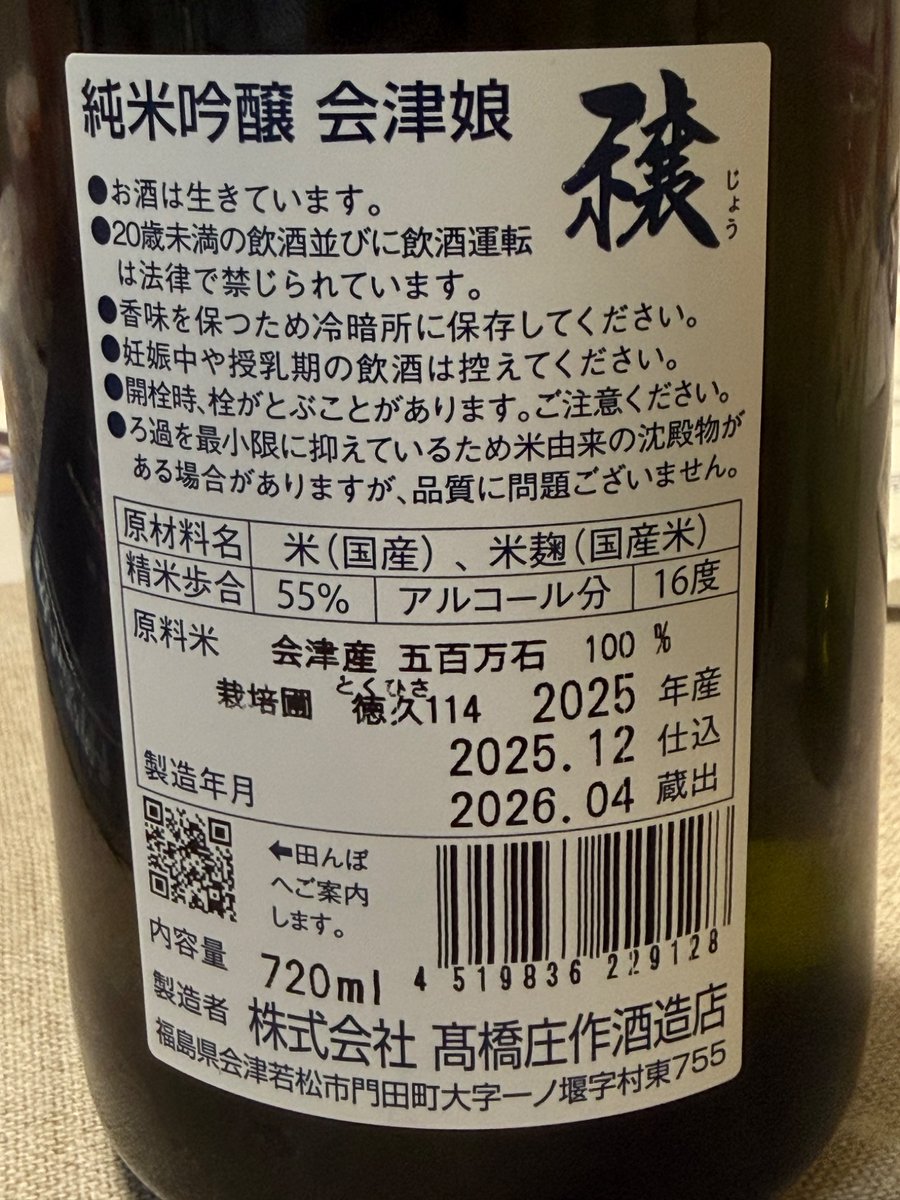 純米吟醸 会津娘
穣
じょう
●お酒は生きています。
●20歳未満の飲酒並びに飲酒運転
は法律で禁じられています。
●香味を保つため冷暗所に保存してください。
●妊娠中や授乳期の飲酒は控えてください。
●開栓時、栓がとぶことがあります。ご注意ください。
●ろ過を最小限に抑えているため米由来の沈殿物が
ある場合がありますが、品質に問題ございません。
原材料名 米(国産)、米麹(国産米)
精米歩合 55% アルコール分 16度
原料米 会津産 五百万石 100 %
とくひさ
栽培圃 徳久114 2025 年産
2025.12 仕込
製造年月 2026.04 蔵出
←田んぼ
へご案内
します。
4 519836 229128
内容量 720ml
製造者 株式会社 髙橋庄作酒造店
福島県会津若松市門田町大字一ノ堰字村東755